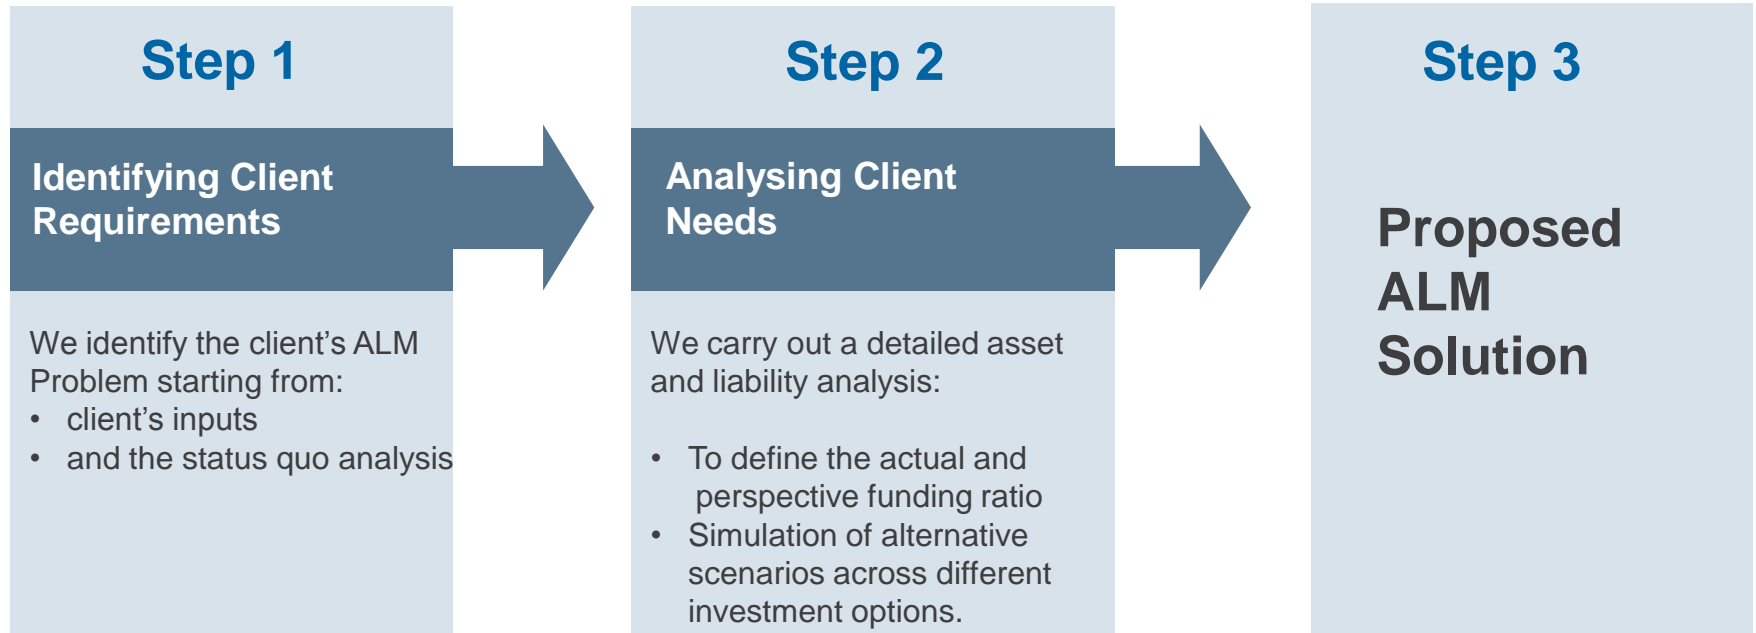 Step 1
Identifying Client
Requirements
We identify the client's ALM
Problem starting from:
• client's inputs
• and the status quo analysis
Step 2
Analysing Client
Needs
We carry out a detailed asset
and liability analysis:
• To define the actual and
perspective funding ratio
• Simulation of alternative
scenarios across different
investment options.
Step 3
Proposed
ALM
Solution